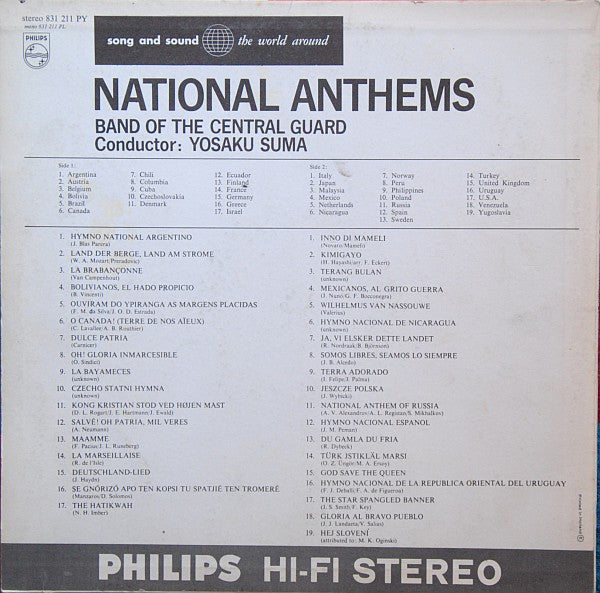 stereo 831 211 PY
mono 831 211 PL
PHILIPS
song and sound the world around
NATIONAL ANTHEMS
BAND OF THE CENTRAL GUARD
Conductor: YOSAKU SUMA
Side 1:
1. Argentina
2. Austria
3. Belgium
4. Bolivia
5. Brazil
6. Canada
7. Chili
8. Columbia
9. Cuba
10. Czechoslovakia
11. Denmark
12. Ecuador
13. Finland
14. France
15. Germany
16. Greece
17. Israel
Side 2:
1. Italy
2. Japan
3. Malaysia
4. Mexico
5. Netherlands
6. Nicaragua
7. Norway
8. Peru
9. Philippines
10. Poland
11. Russia
12. Spain
13. Sweden
14. Turkey
15. United Kingdom
16. Uruguay
17. U.S.A.
18. Venezuela
19. Yugoslavia
1. HYMNO NATIONAL ARGENTINO
(J. Blas Parera)
2. LAND DER BERGE, LAND AM STROME
(W. A. Mozart/Preradovic)
3. LA BRABANÇONNE
(Van Campenhout)
4. BOLIVIANOS, EL HADO PROPICIO
(B. Vincenti)
5. OUVIRAM DO YPIRANGA AS MARGENS PLACIDAS
(F. M. da Silva/J. O. D. Estrada)
6. O CANADA! (TERRE DE NOS AÏEUX)
(C. Lavallee/A. B. Routhier)
7. DULCE PATRIA
(Carnicer)
8. OH! GLORIA INMARCESIBLE
(O. Sindici)
9. LA BAYAMECES
(unknown)
10. CZECHO STATNI HYMNA
(unknown)
11. KONG KRISTIAN STOD VED HØJEN MAST
(D. L. Rogart/J. E. Hartmann/J. Ewald)
12. SALVÉ! OH PATRIA, MIL VERES
(A. Neumann)
13. MAAMME
(F. Pacius/J. L. Runeberg)
14. LA MARSEILLAISE
(R. de l'Isle)
15. DEUTSCHLAND-LIED
(J. Haydn)
16. SE GNÓRIZÓ APO TEN KOPSI TU SPATJIÉ TEN TROMERÉ
(Manzaros/D. Solomos)
17. THE HATIKWAH
(N. H. Imber)
1. INNO DI MAMELI
(Novaro/Mameli)
2. KIMIGAYO
(H. Hayashi/arr. F. Eckert)
3. TERANG BULAN
(unknown)
4. MEXICANOS, AL GRITO GUERRA
(J. Nuno/G. F. Bocconegra)
5. WILHELMUS VAN NASSOUWE
(Valerius)
6. HYMNO NACIONAL DE NICARAGUA
(unknown)
7. JA, VI ELSKER DETTE LANDET
(R. Nordraak/B. Björnson)
8. SOMOS LIBRES, SEAMOS LO SIEMPRE
(J. B. Alcedo)
9. TERRA ADORADO
(J. Felipe/J. Palma)
10. JESZCZE POLSKA
(J. Wybicki)
11. NATIONAL ANTHEM OF RUSSIA
(A. V. Alexandrov/A. L. Registan/S. Mikhalkov)
12. HYMNO NACIONAL ESPANOL
(J. M. Peman)
13. DU GAMLA DU FRIA
(R. Dybeck)
14. TÜRK ISTIKLÂL MARSI
(O. Z. Üngör/M. A. Ersoy)
15. GOD SAVE THE QUEEN
16. HYMNO NACIONAL DE LA REPUBLICA ORIENTAL DEL URUGUAY
(F. J. Debali/F. A. de Figueroa)
17. THE STAR SPANGLED BANNER
(J. S. Smith/F. Key)
18. GLORIA AL BRAVO PUEBLO
(J. J. Landaeta/V. Salias)
19. HEJ SLOVENÍ
(attributed to: M. K. Oginski)
Printed in Holland
PHILIPS HI-FI STEREO